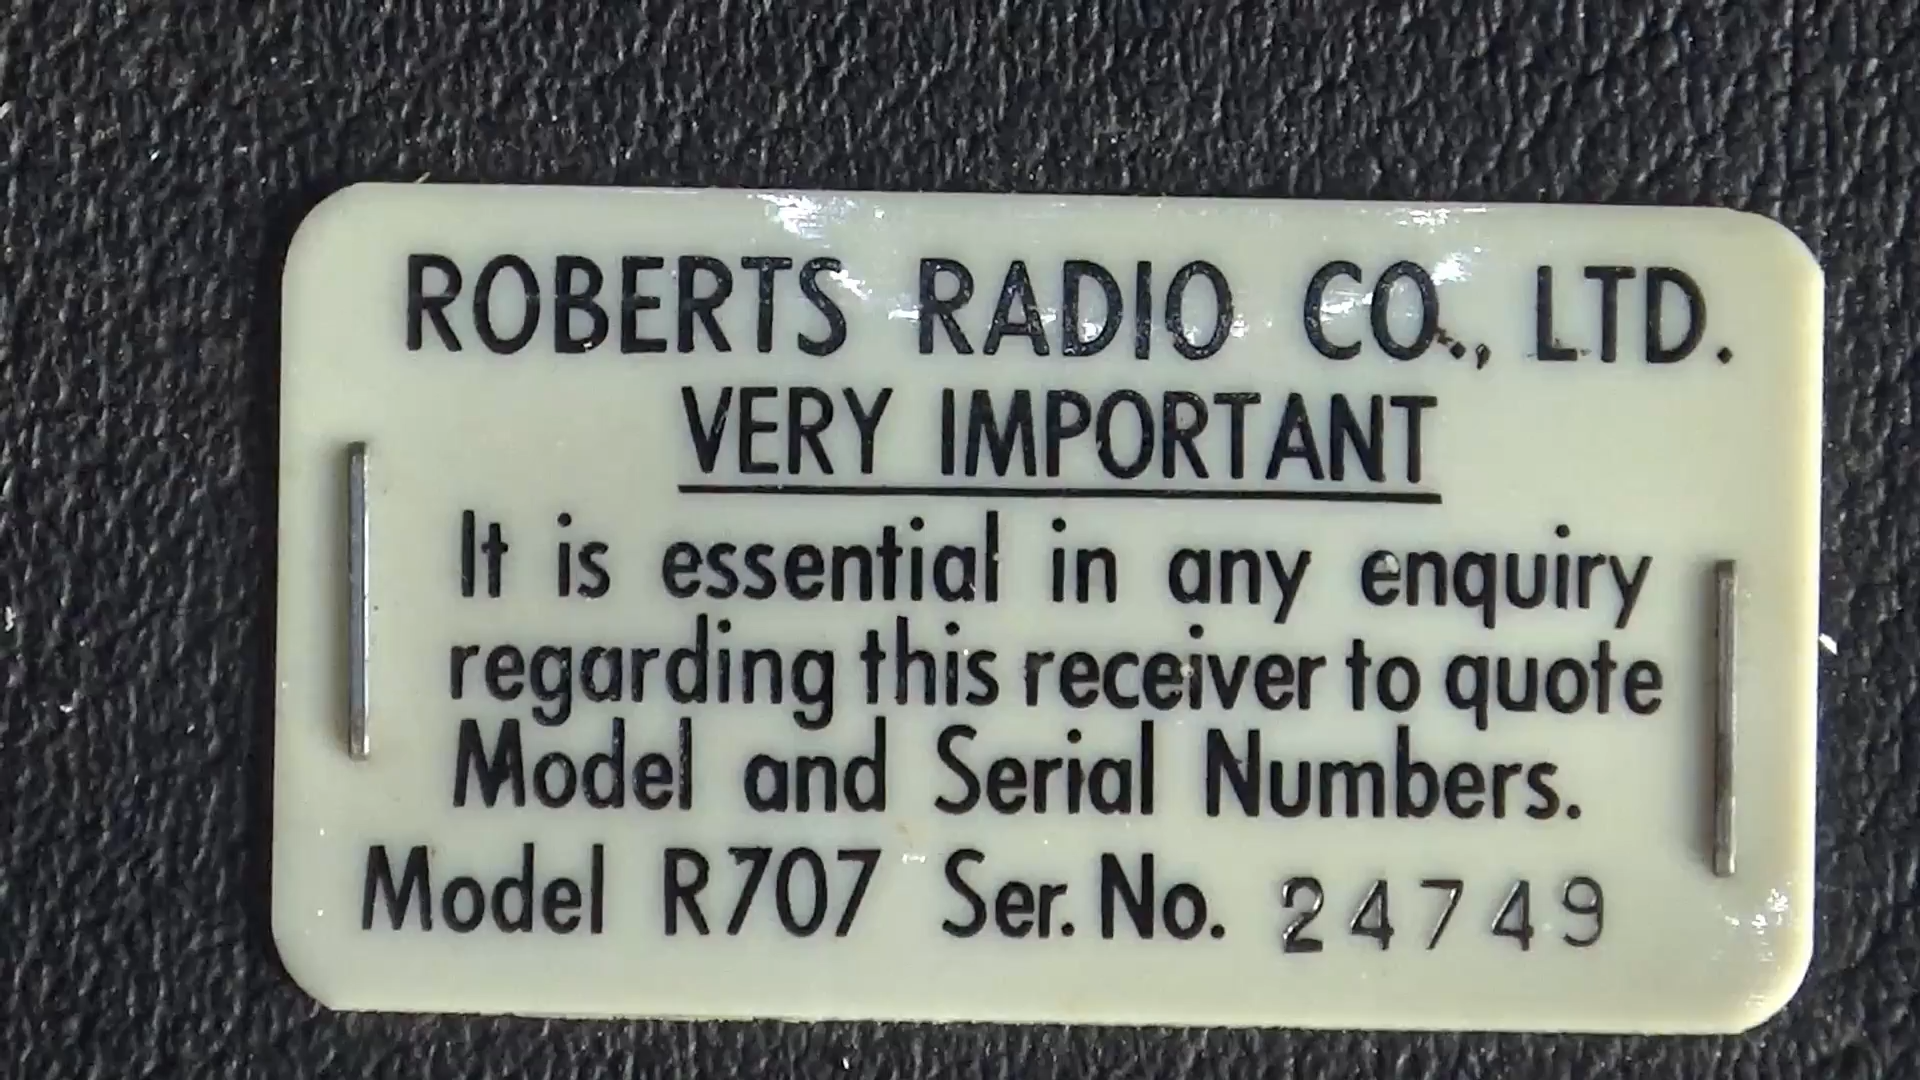 ROBERTS RADIO CO., LTD.
VERY IMPORTANT
It is essential in any enquiry
regarding this receiver to quote
Model and Serial Numbers.
Model R707 Ser. No. 24749